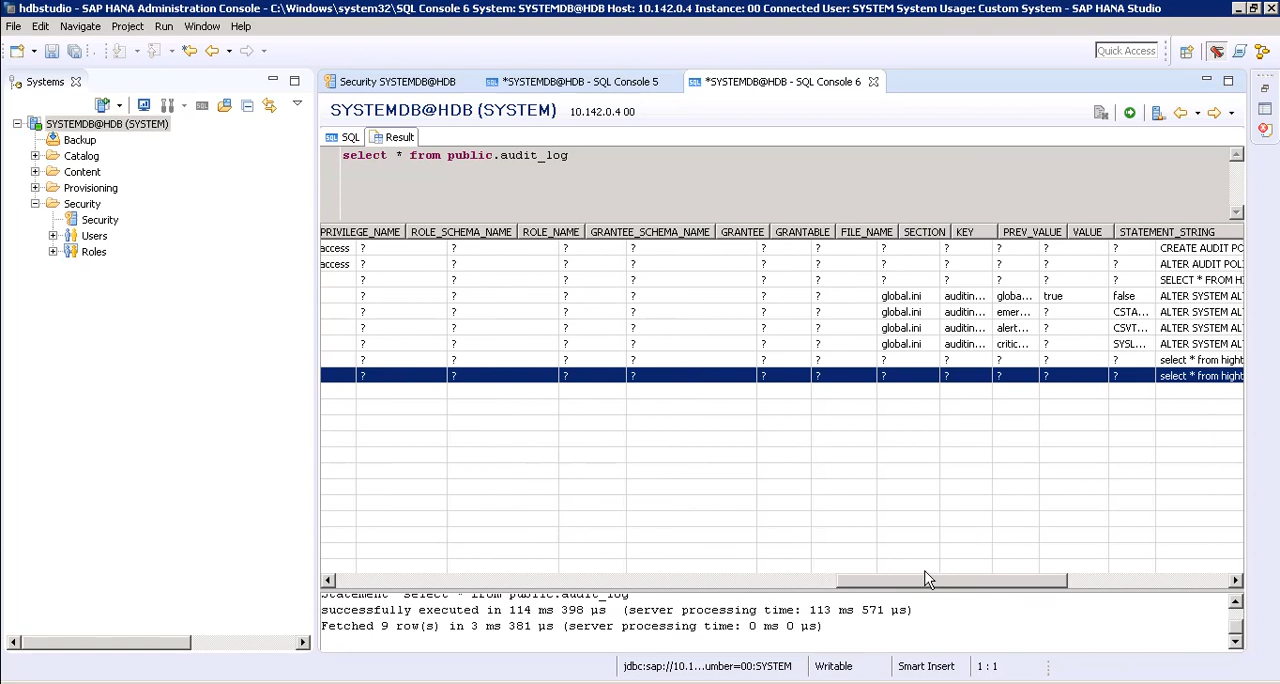 hdbstudio - SAP HANA Administration Console - C:\Windows\system32\SQL Console 6 System: SYSTEMDB@HDB Host: 10.142.0.4 Instance: 00 Connected User: SYSTEM System Usage: Custom System - SAP HANA Studio
File Edit Navigate Project Run Window Help
Quick Access
Systems
Security SYSTEMDB@HDB
*SYSTEMDB@HDB - SQL Console 5
*SYSTEMDB@HDB - SQL Console 6
SYSTEMDB@HDB (SYSTEM) 10.142.0.4 00
SYSTEMDB@HDB (SYSTEM)
Backup
Catalog
Content
Provisioning
Security
Security
Users
Roles
SQL Result
select * from public.audit_log
PRIVILEGE_NAME ROLE_SCHEMA_NAME ROLE_NAME GRANTEE_SCHEMA_NAME GRANTEE GRANTABLE FILE_NAME SECTION KEY PREV_VALUE VALUE STATEMENT_STRING
access ? ? ? ? ? ? ? ? ? ? ? CREATE AUDIT PO
access ? ? ? ? ? ? ? ? ? ? ? ALTER AUDIT POL
? ? ? ? ? ? ? ? ? ? ? SELECT * FROM HI
? ? ? ? ? ? global.ini auditin... globa... true false ALTER SYSTEM AL
? ? ? ? ? ? global.ini auditin... emer... ? CSTA... ALTER SYSTEM AL
? ? ? ? ? ? global.ini auditin... alert... ? CSVT... ALTER SYSTEM AL
? ? ? ? ? ? global.ini auditin... critic... ? SYSL... ALTER SYSTEM AL
? ? ? ? ? ? ? ? ? ? ? select * from hight
? ? ? ? ? ? ? ? ? ? ? select * from hight
Statement 'select * from public.audit_log'
successfully executed in 114 ms 398 µs (server processing time: 113 ms 571 µs)
Fetched 9 row(s) in 3 ms 381 µs (server processing time: 0 ms 0 µs)
jdbc:sap://10.1...umber=00:SYSTEM Writable Smart Insert 1 : 1